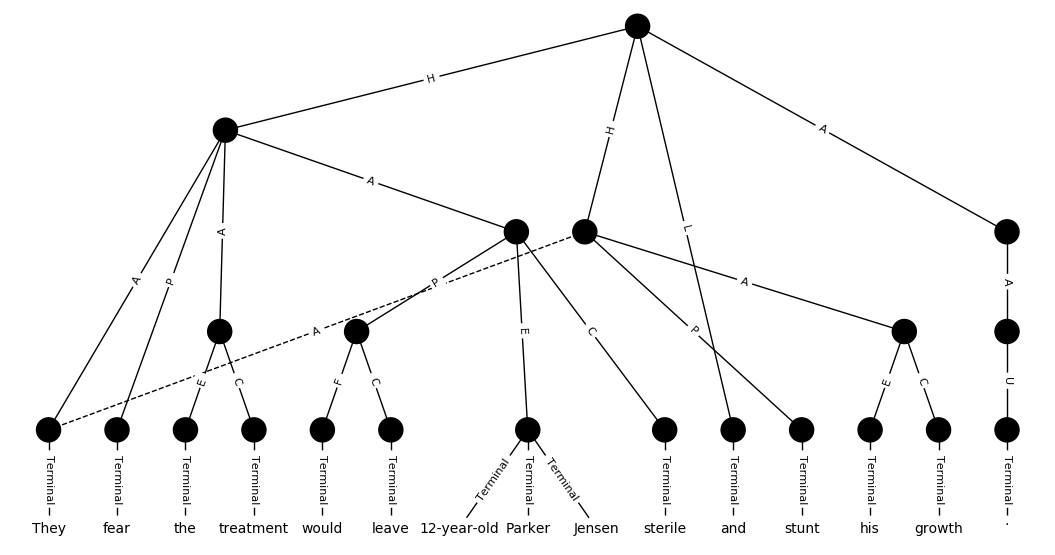 H
H
A
L
A
A
A
P
A
P
A
E
C
P
A
A
E
C
F
C
E
C
U
Terminal Terminal Terminal Terminal Terminal Terminal Terminal Terminal Terminal Terminal Terminal Terminal Terminal Terminal Terminal
They fear the treatment would leave 12-year-old Parker Jensen sterile and stunt his growth .